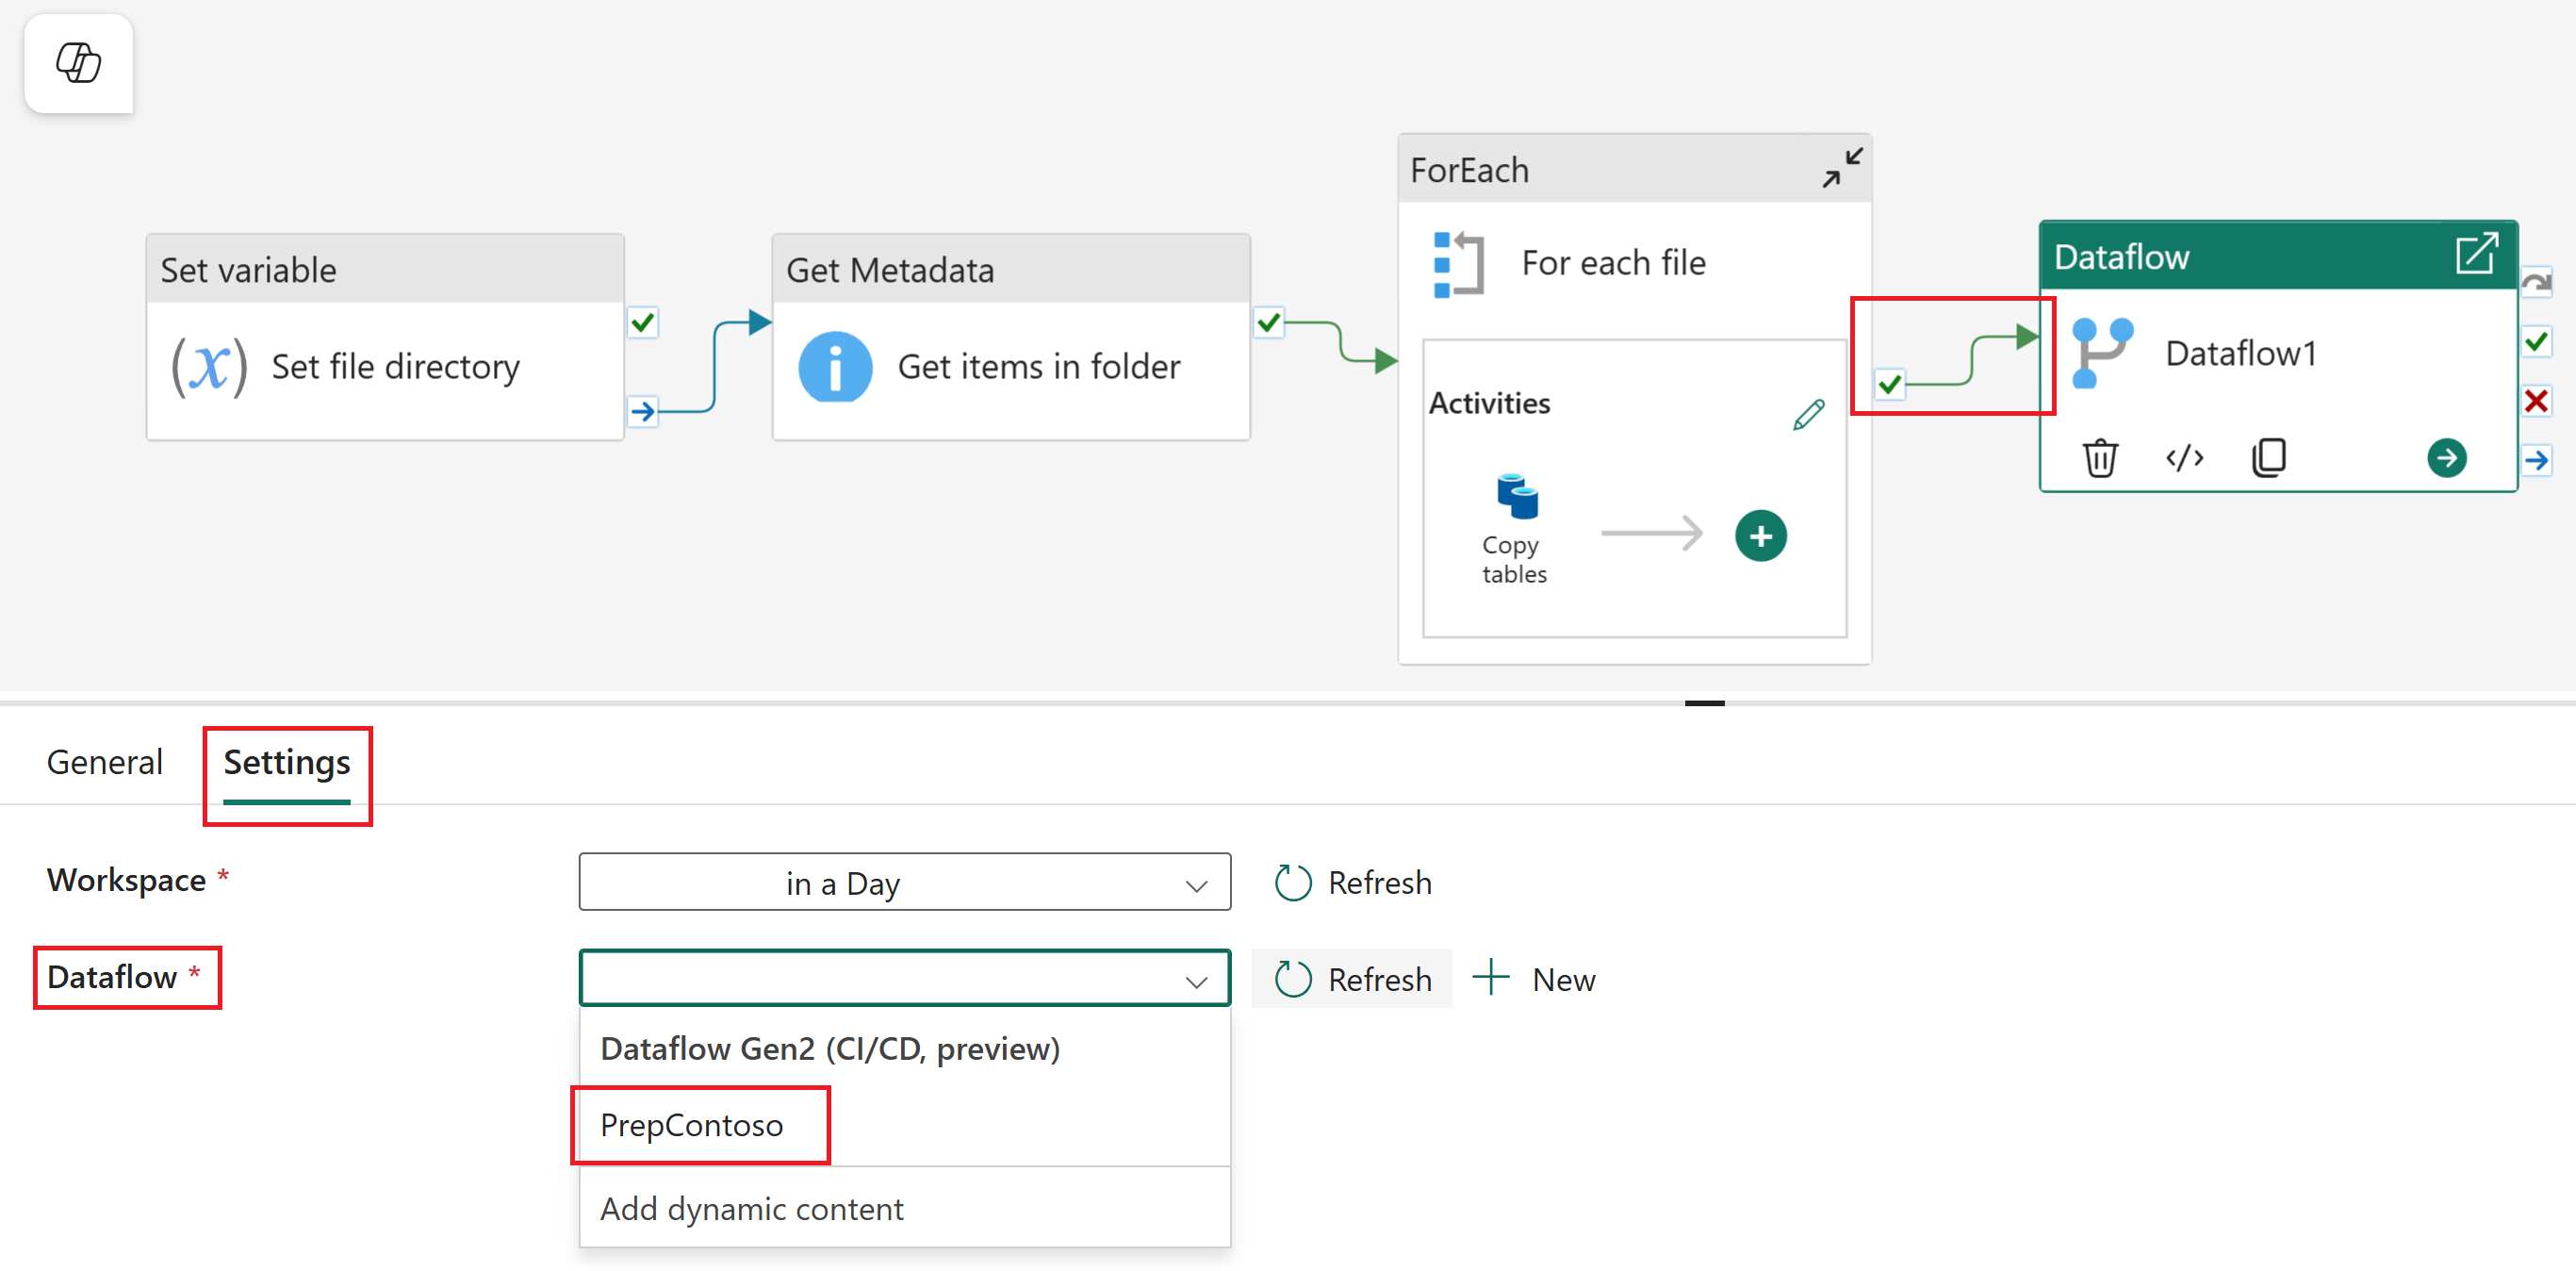 Set variable
(x) Set file directory
Get Metadata
Get items in folder
ForEach
For each file
Activities
Copy
tables
Dataflow
Dataflow1
General
Settings
Workspace *
in a Day
Refresh
Dataflow *
Refresh
New
Dataflow Gen2 (CI/CD, preview)
PrepContoso
Add dynamic content